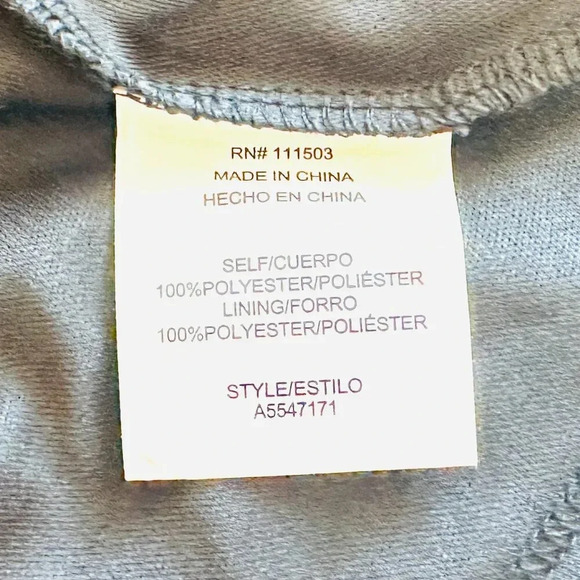 RN# 111503
MADE IN CHINA
HECHO EN CHINA
SELF/CUERPO
100%POLYESTER/POLIÉSTER
LINING/FORRO
100%POLYESTER/POLIÉSTER
STYLE/ESTILO
A5547171